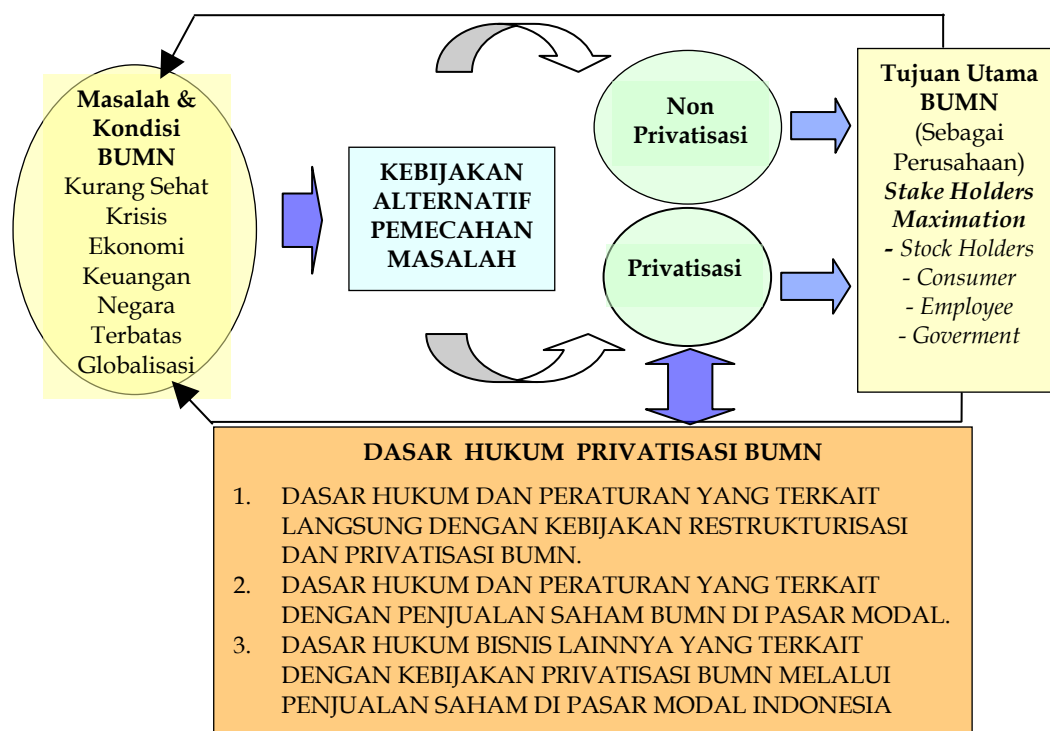 Masalah &
Kondisi
BUMN
Kurang Sehat
Krisis
Ekonomi
Keuangan
Negara
Terbatas
Globalisasi
KEBIJAKAN
ALTERNATIF
PEMECAHAN
MASALAH
Non
Privatisasi
Privatisasi
Tujuan Utama
BUMN
(Sebagai
Perusahaan)
Stake Holders
Maximation
- Stock Holders
- Consumer
- Employee
- Goverment
DASAR HUKUM PRIVATISASI BUMN
1. DASAR HUKUM DAN PERATURAN YANG TERKAIT
LANGSUNG DENGAN KEBIJAKAN RESTRUKTURISASI
DAN PRIVATISASI BUMN.
2. DASAR HUKUM DAN PERATURAN YANG TERKAIT
DENGAN PENJUALAN SAHAM BUMN DI PASAR MODAL.
3. DASAR HUKUM BISNIS LAINNYA YANG TERKAIT
DENGAN KEBIJAKAN PRIVATISASI BUMN MELALUI
PENJUALAN SAHAM DI PASAR MODAL INDONESIA